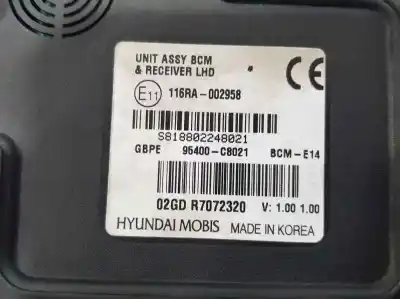 UNIT ASSY BCM
& RECEIVER LHD
CE
E11 116RA-002958
S818802248021
GBPE 95400-C8021 BCM-E14
02GD R7072320 V: 1.00 1.00
HYUNDAI MOBIS MADE IN KOREA